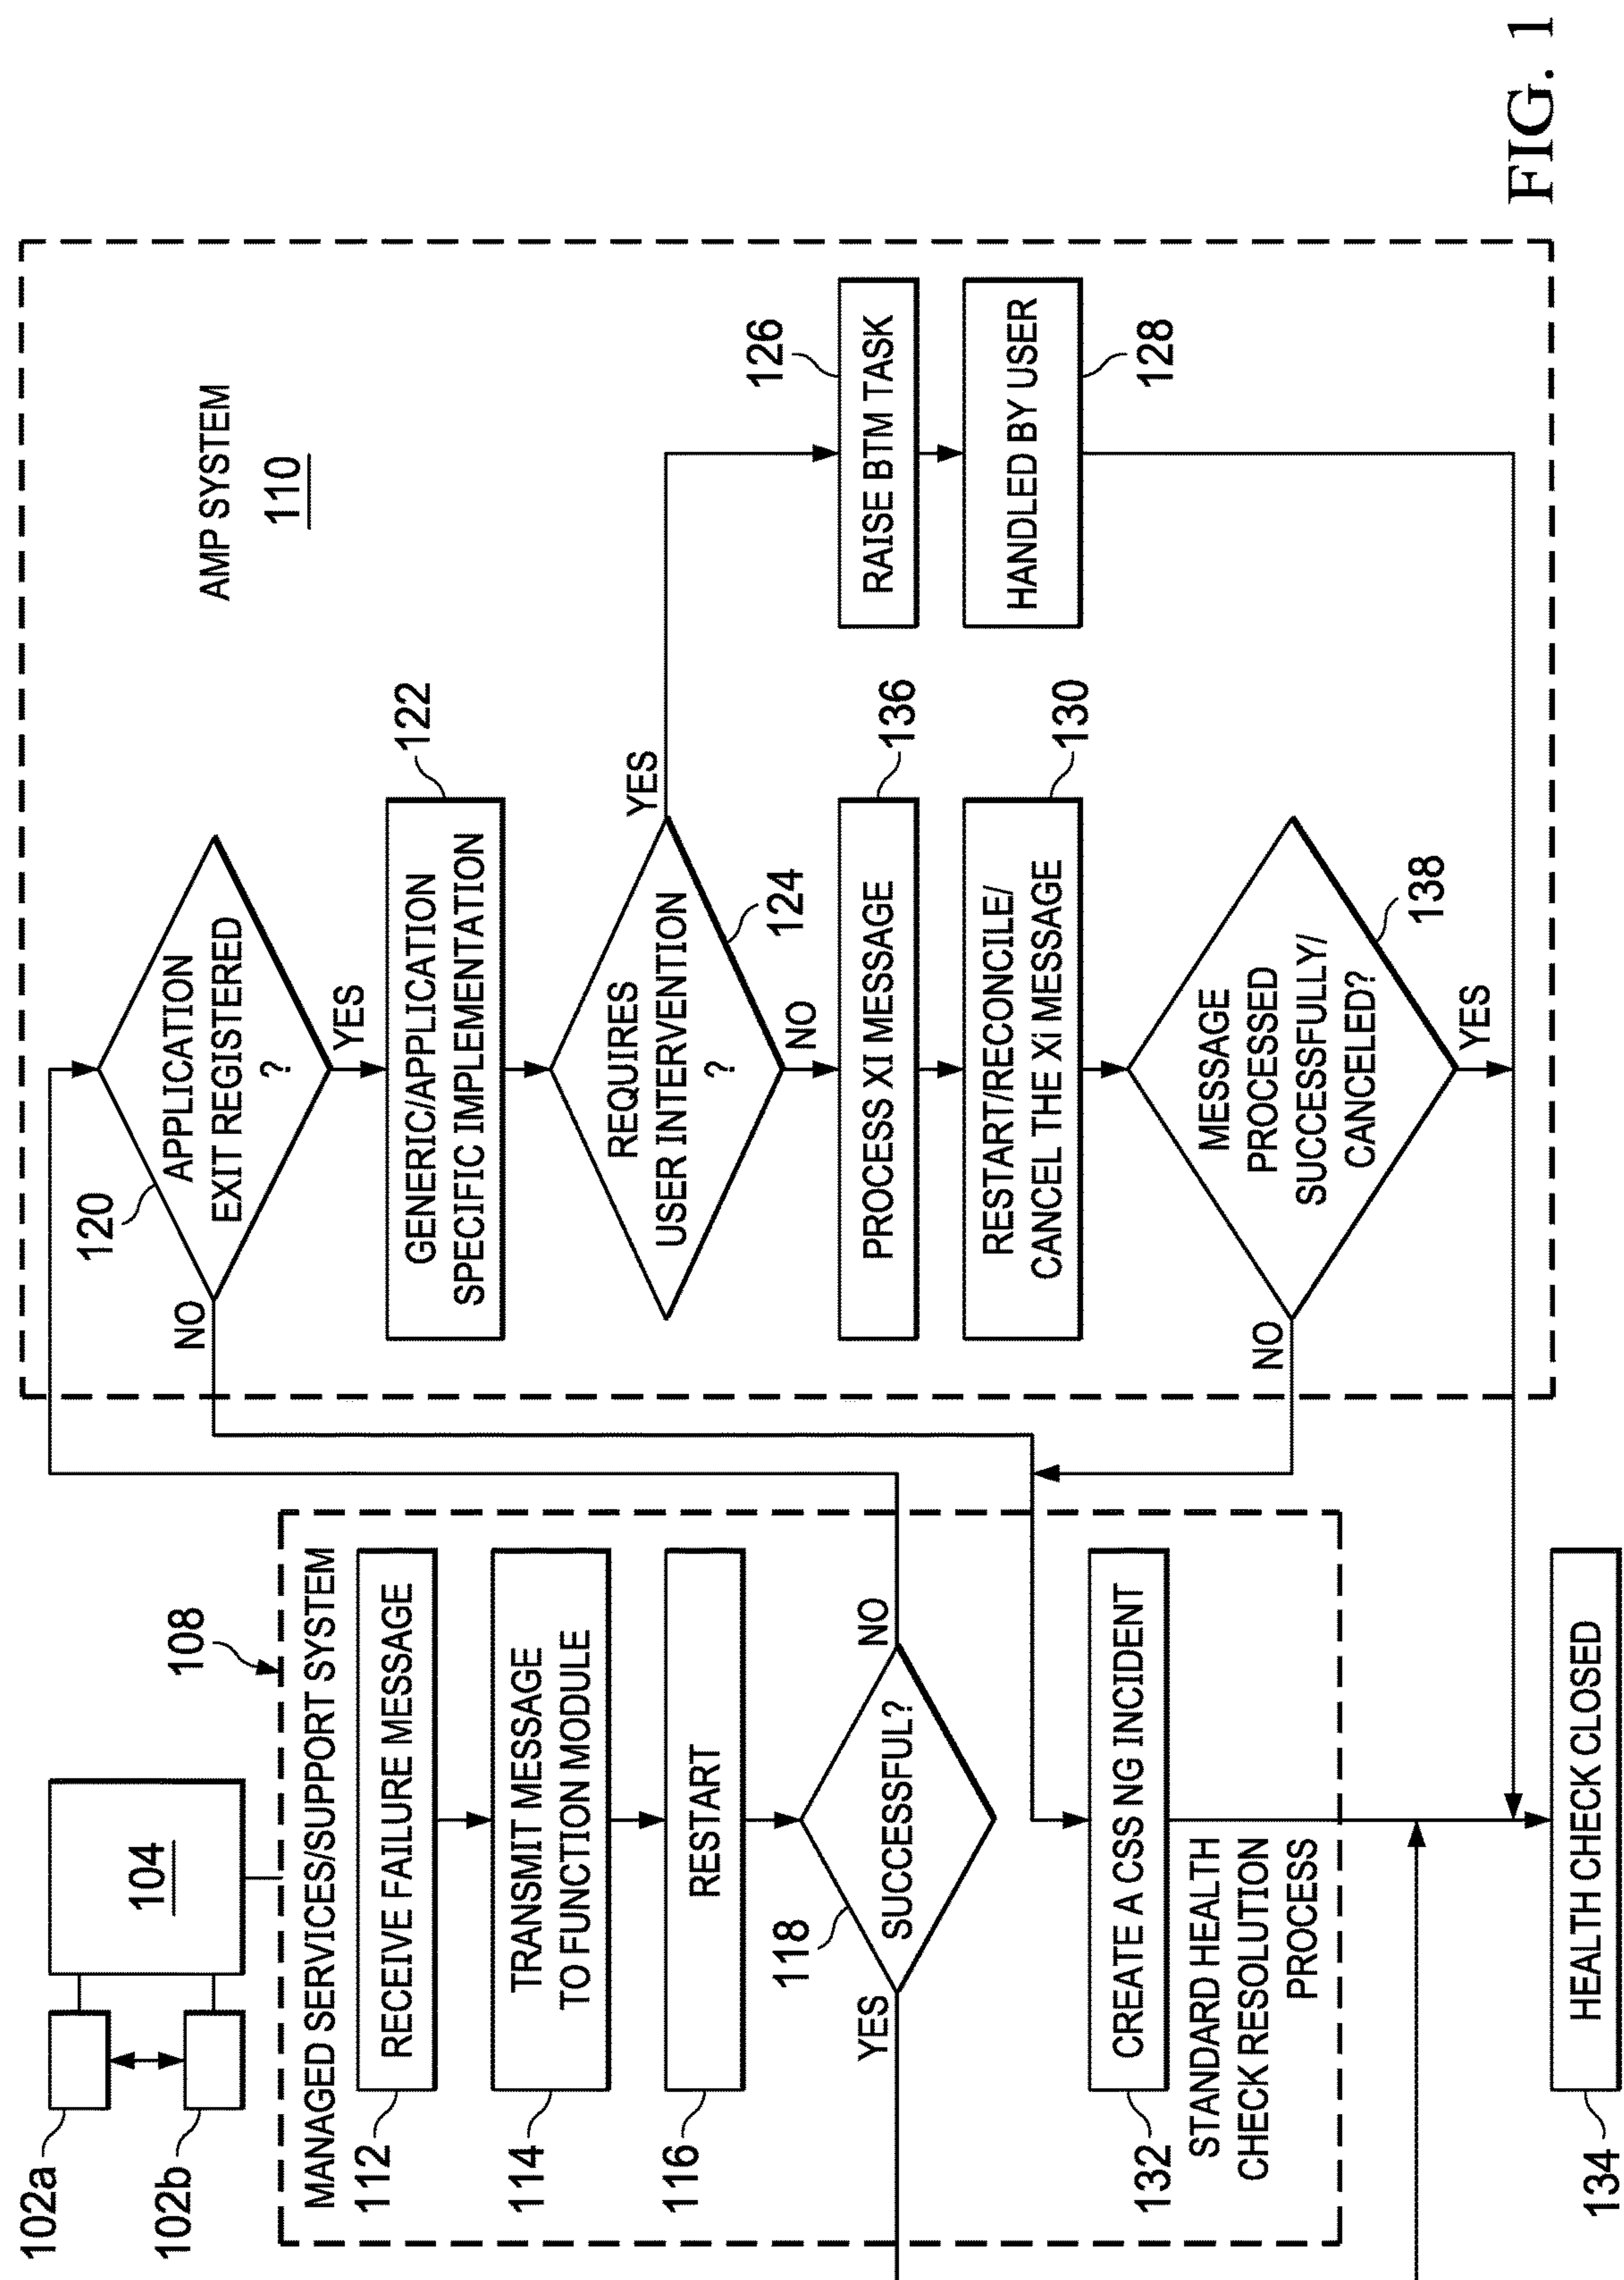 102a
102b
104
108
MANAGED SERVICES/SUPPORT SYSTEM
112
RECEIVE FAILURE MESSAGE
114
TRANSMIT MESSAGE
TO FUNCTION MODULE
116
RESTART
118
SUCCESSFUL?
YES
NO
132
CREATE A CSS NG INCIDENT
STANDARD HEALTH
CHECK RESOLUTION
PROCESS
134
HEALTH CHECK CLOSED
AMP SYSTEM
110
120
APPLICATION
EXIT REGISTERED
?
NO
YES
122
GENERIC/APPLICATION
SPECIFIC IMPLEMENTATION
REQUIRES
USER INTERVENTION
?
124
YES
NO
126
RAISE BTM TASK
HANDLED BY USER
128
136
PROCESS XI MESSAGE
130
RESTART/RECONCILE/
CANCEL THE Xi MESSAGE
MESSAGE
PROCESSED
SUCCESSFULLY/
CANCELED?
138
NO
YES
FIG. 1